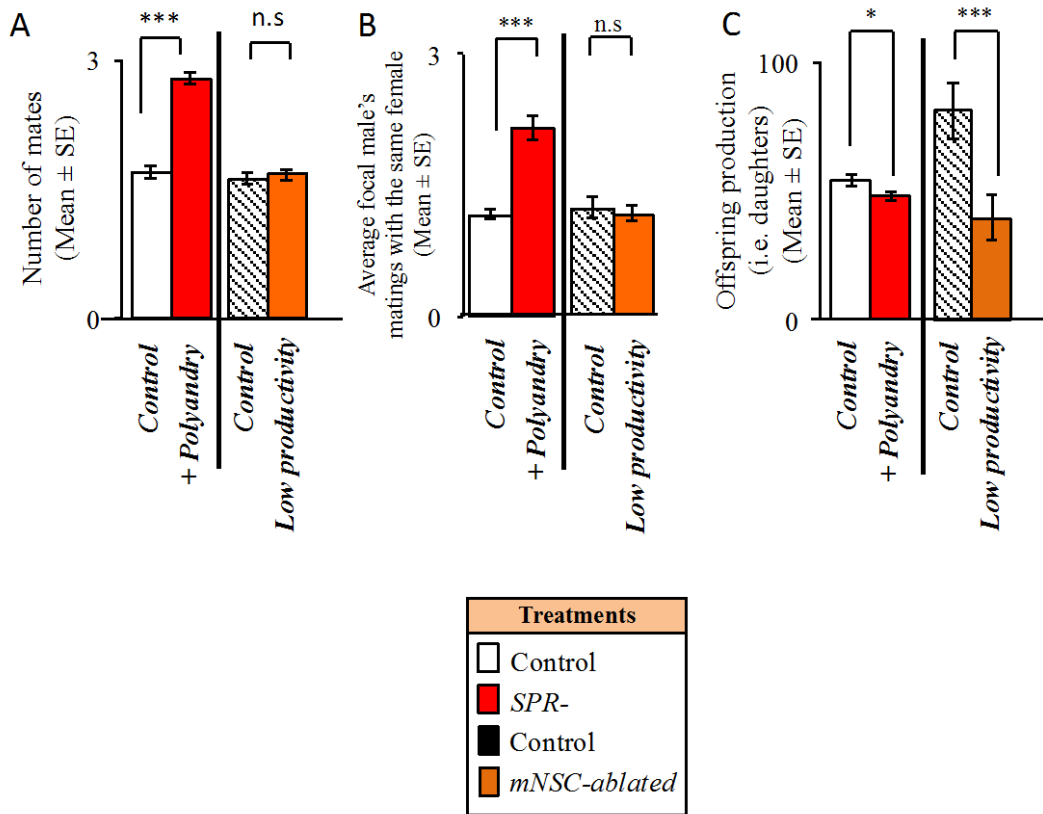 A
***
n.s
3
0
Number of mates
(Mean ± SE)
Control
+ Polyandry
Control
Low productivity
B
***
n.s
3
0
Average focal male's
matings with the same female
(Mean ± SE)
Control
+ Polyandry
Control
Low productivity
C
*
***
100
0
Offspring production
(i.e. daughters)
(Mean ± SE)
Control
+ Polyandry
Control
Low productivity
Treatments
Control
SPR-
Control
mNSC-ablated